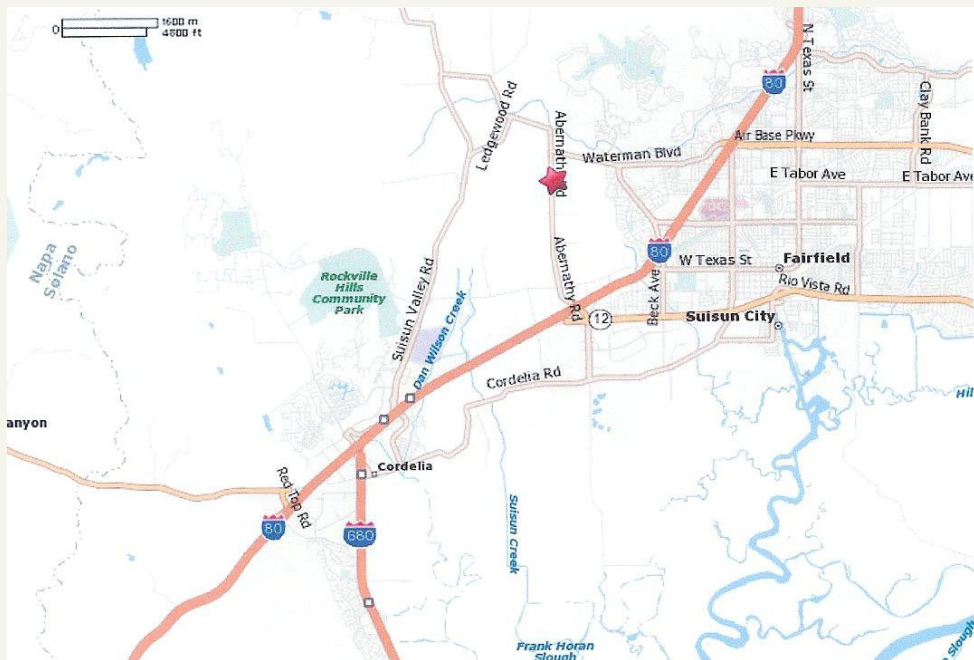 1600 m
0
4800 ft
80
N Texas St
Clay Bank Rd
Air Base Pkwy
Ledgewood Rd
Abernathy Rd
Waterman Blvd
E Tabor Ave
E Tabor Ave
Napa
Solano
80
W Texas St
Fairfield
Rockville
Hills
Community
Park
Suisun Valley Rd
Abernathy Rd
Beck Ave
Rio Vista Rd
Dan Wilson Creek
12
Suisun City
Cordelia Rd
Hil
anyon
Cordelia
Red Top Rd
80
680
Suisun Creek
Frank Horan
Slough
Slough